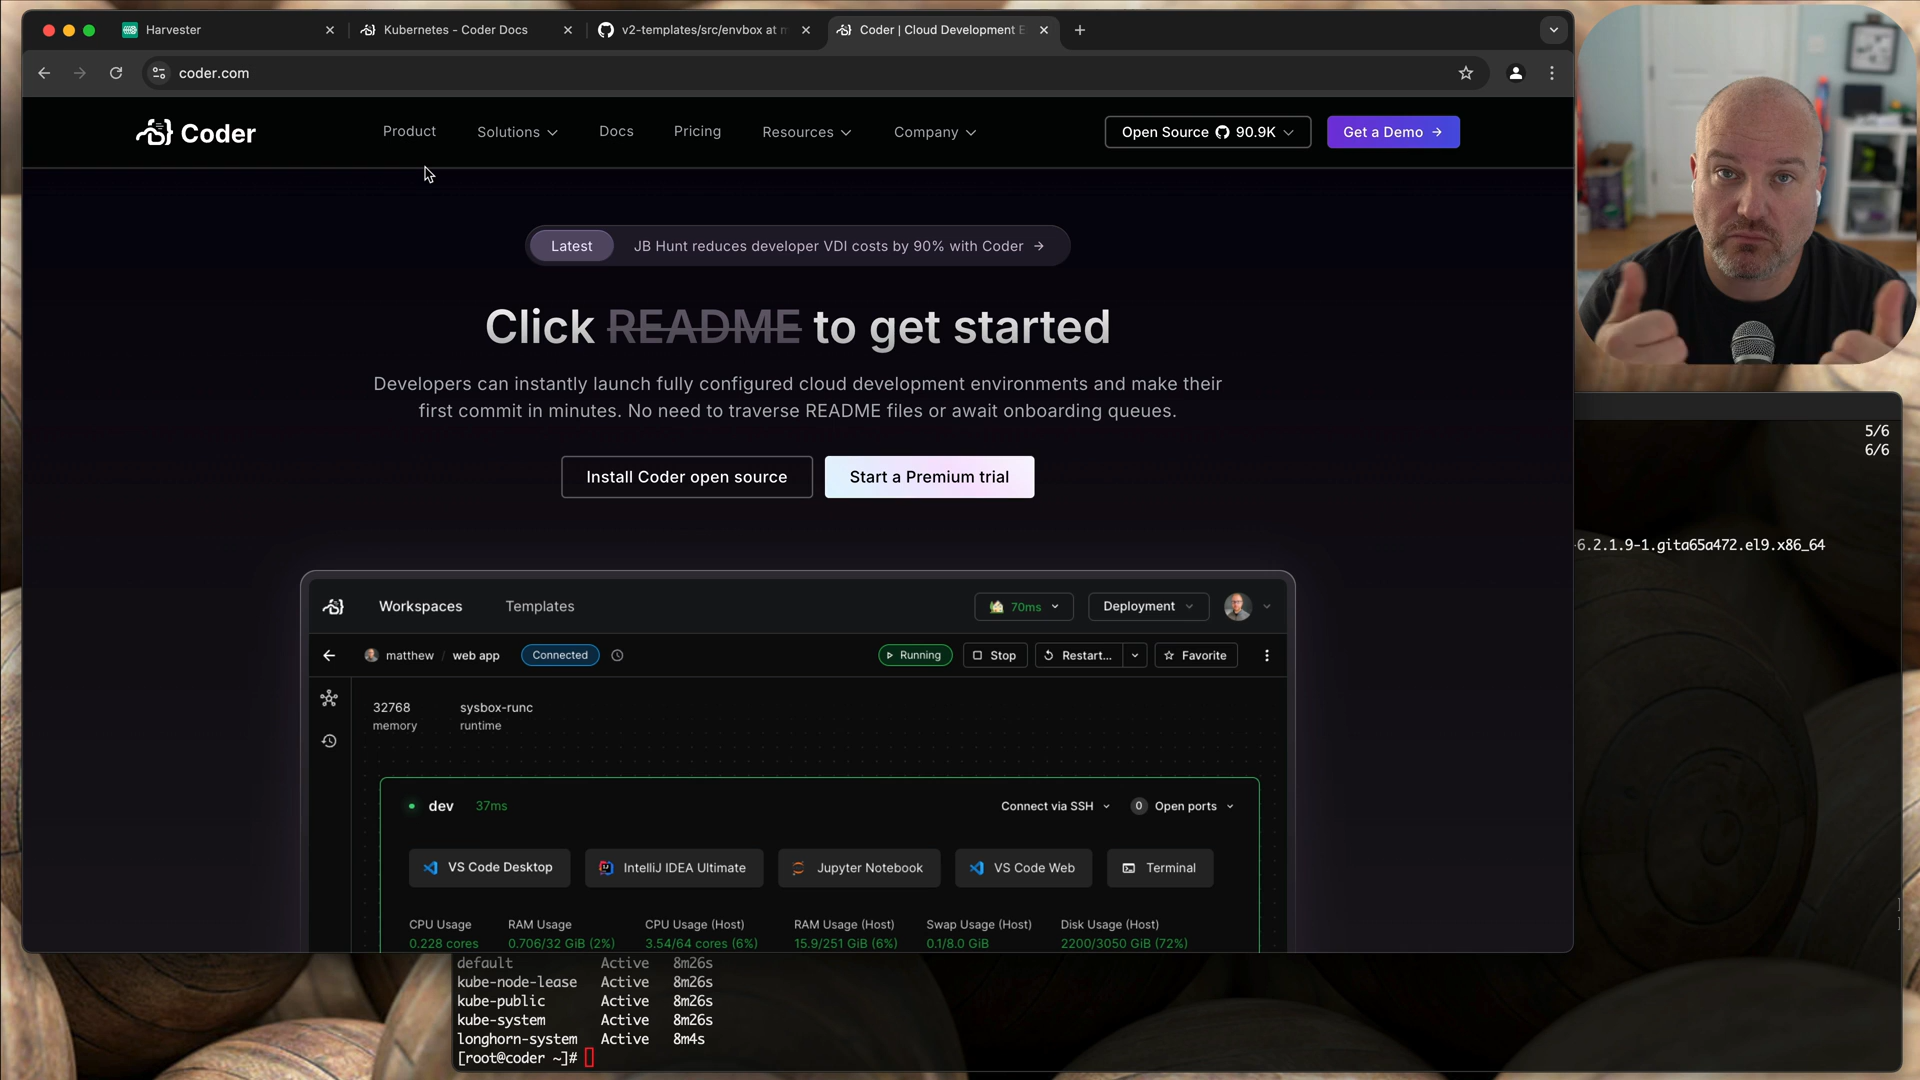 Harvester
Kubernetes - Coder Docs
v2-templates/src/envbox at m
Coder | Cloud Development E
coder.com
Coder
Product
Solutions
Docs
Pricing
Resources
Company
Open Source 90.9K
Get a Demo →
Latest JB Hunt reduces developer VDI costs by 90% with Coder →
Click README to get started
Developers can instantly launch fully configured cloud development environments and make their
first commit in minutes. No need to traverse README files or await onboarding queues.
Install Coder open source
Start a Premium trial
5/6
6/6
-6.2.1.9-1.gita65a472.el9.x86_64
Workspaces
Templates
70ms
Deployment
matthew / web app
Connected
Running
Stop
Restart...
Favorite
32768
memory
sysbox-runc
runtime
dev 37ms
Connect via SSH
0 Open ports
VS Code Desktop
IntelliJ IDEA Ultimate
Jupyter Notebook
VS Code Web
Terminal
CPU Usage
0.228 cores
RAM Usage
0.706/32 GiB (2%)
CPU Usage (Host)
3.54/64 cores (6%)
RAM Usage (Host)
15.9/251 GiB (6%)
Swap Usage (Host)
0.1/8.0 GiB
Disk Usage (Host)
2200/3050 GiB (72%)
default Active 8m26s
kube-node-lease Active 8m26s
kube-public Active 8m26s
kube-system Active 8m26s
longhorn-system Active 8m4s
[root@coder ~]#